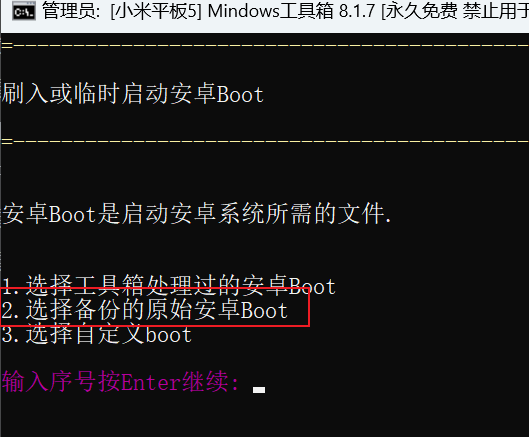 管理员: [小米平板5] Mindows工具箱 8.1.7 [永久免费 禁止用于
刷入或临时启动安卓Boot
安卓Boot是启动安卓系统所需的文件.
1.选择工具箱处理过的安卓Boot
2.选择备份的原始安卓Boot
3.选择自定义boot
输入序号按Enter继续: